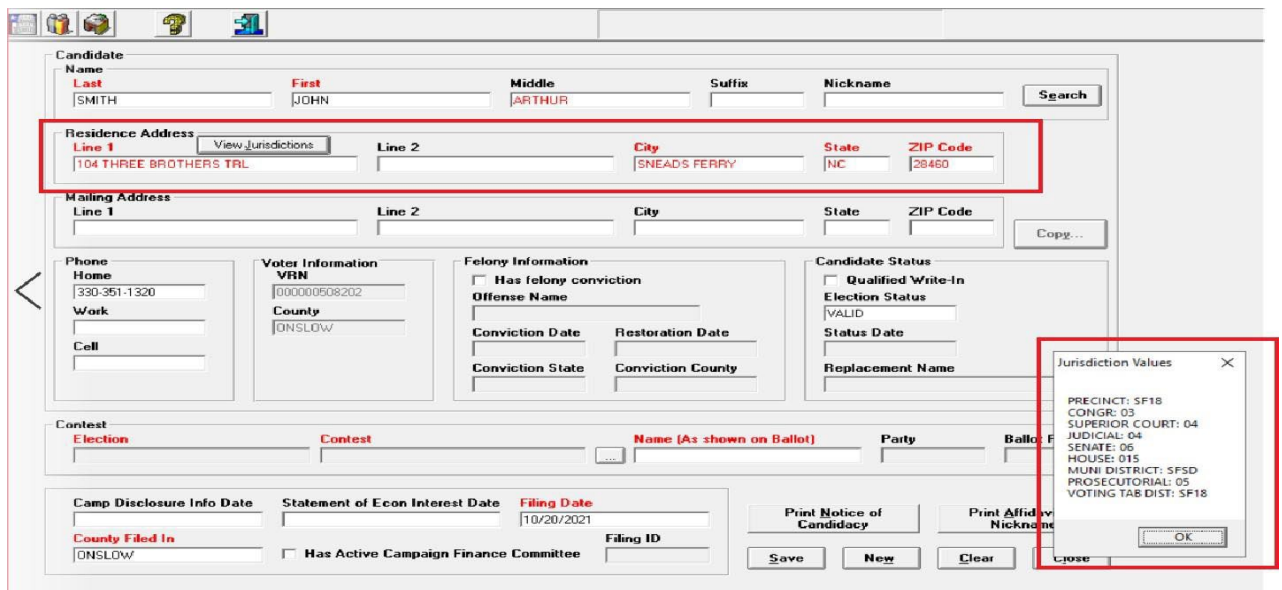 Candidate
Name
Last First Middle Suffix Nickname
SMITH JOHN ARTHUR
Search
Residence Address
View Jurisdictions
Line 1 Line 2 City State ZIP Code
104 THREE BROTHERS TRL SNEADS FERRY NC 28460
Mailing Address
Line 1 Line 2 City State ZIP Code
Copy...
Phone Voter Information Felony Information Candidate Status
Home VRN Has felony conviction Qualified Write-In
330-351-1320 000000508202 Offense Name Election Status
Work County VALID
ONSLOW Conviction Date Restoration Date Status Date
Cell
Conviction State Conviction County Replacement Name
Jurisdiction Values
PRECINCT: SF18
CONGR: 03
SUPERIOR COURT: 04
JUDICIAL: 04
SENATE: 06
HOUSE: 015
MUNI DISTRICT: SFSD
PROSECUTORIAL: 05
VOTING TAB DIST: SF18
OK
Contest
Election Contest ... Name (As shown on Ballot) Party
Camp Disclosure Info Date Statement of Econ Interest Date Filing Date
10/20/2021
County Filed In Filing ID
ONSLOW Has Active Campaign Finance Committee
Print Notice of Candidacy
Print
Save New Clear Close